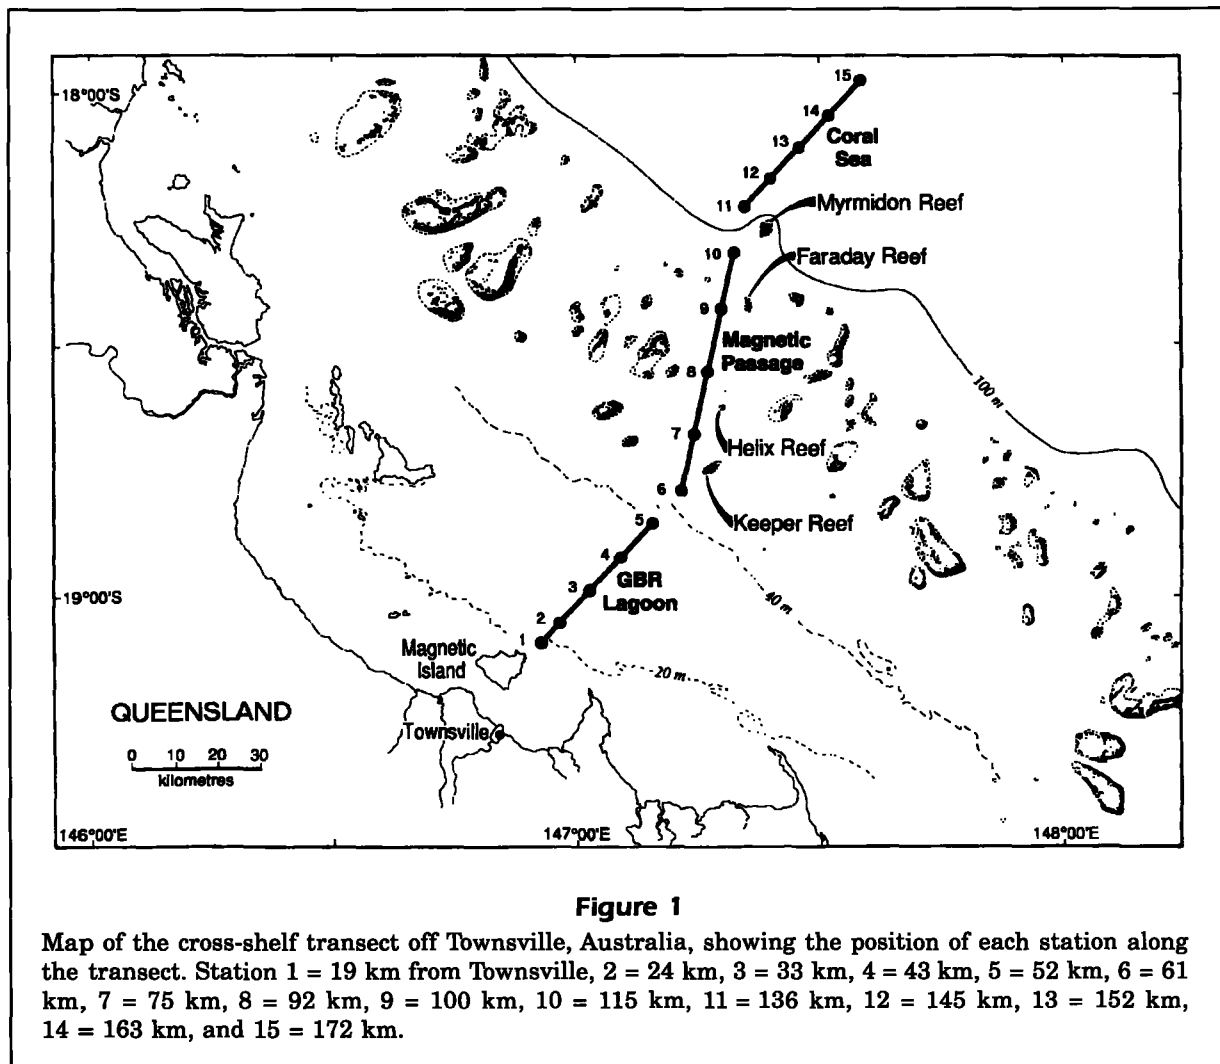 18°00'S
15
14
Coral
Sea
13
12
11
Myrmidon Reef
10
Faraday Reef
9
Magnetic
Passage
8
100 m
7
Helix Reef
6
Keeper Reef
5
4
GBR
Lagoon
3
40 m
19°00'S
2
1
Magnetic
Island
20 m
QUEENSLAND
Townsville
0 10 20 30
kilometres
146°00'E
147°00'E
148°00'E
Figure 1
Map of the cross-shelf transect off Townsville, Australia, showing the position of each station along
the transect. Station 1 = 19 km from Townsville, 2 = 24 km, 3 = 33 km, 4 = 43 km, 5 = 52 km, 6 = 61
km, 7 = 75 km, 8 = 92 km, 9 = 100 km, 10 = 115 km, 11 = 136 km, 12 = 145 km, 13 = 152 km,
14 = 163 km, and 15 = 172 km.